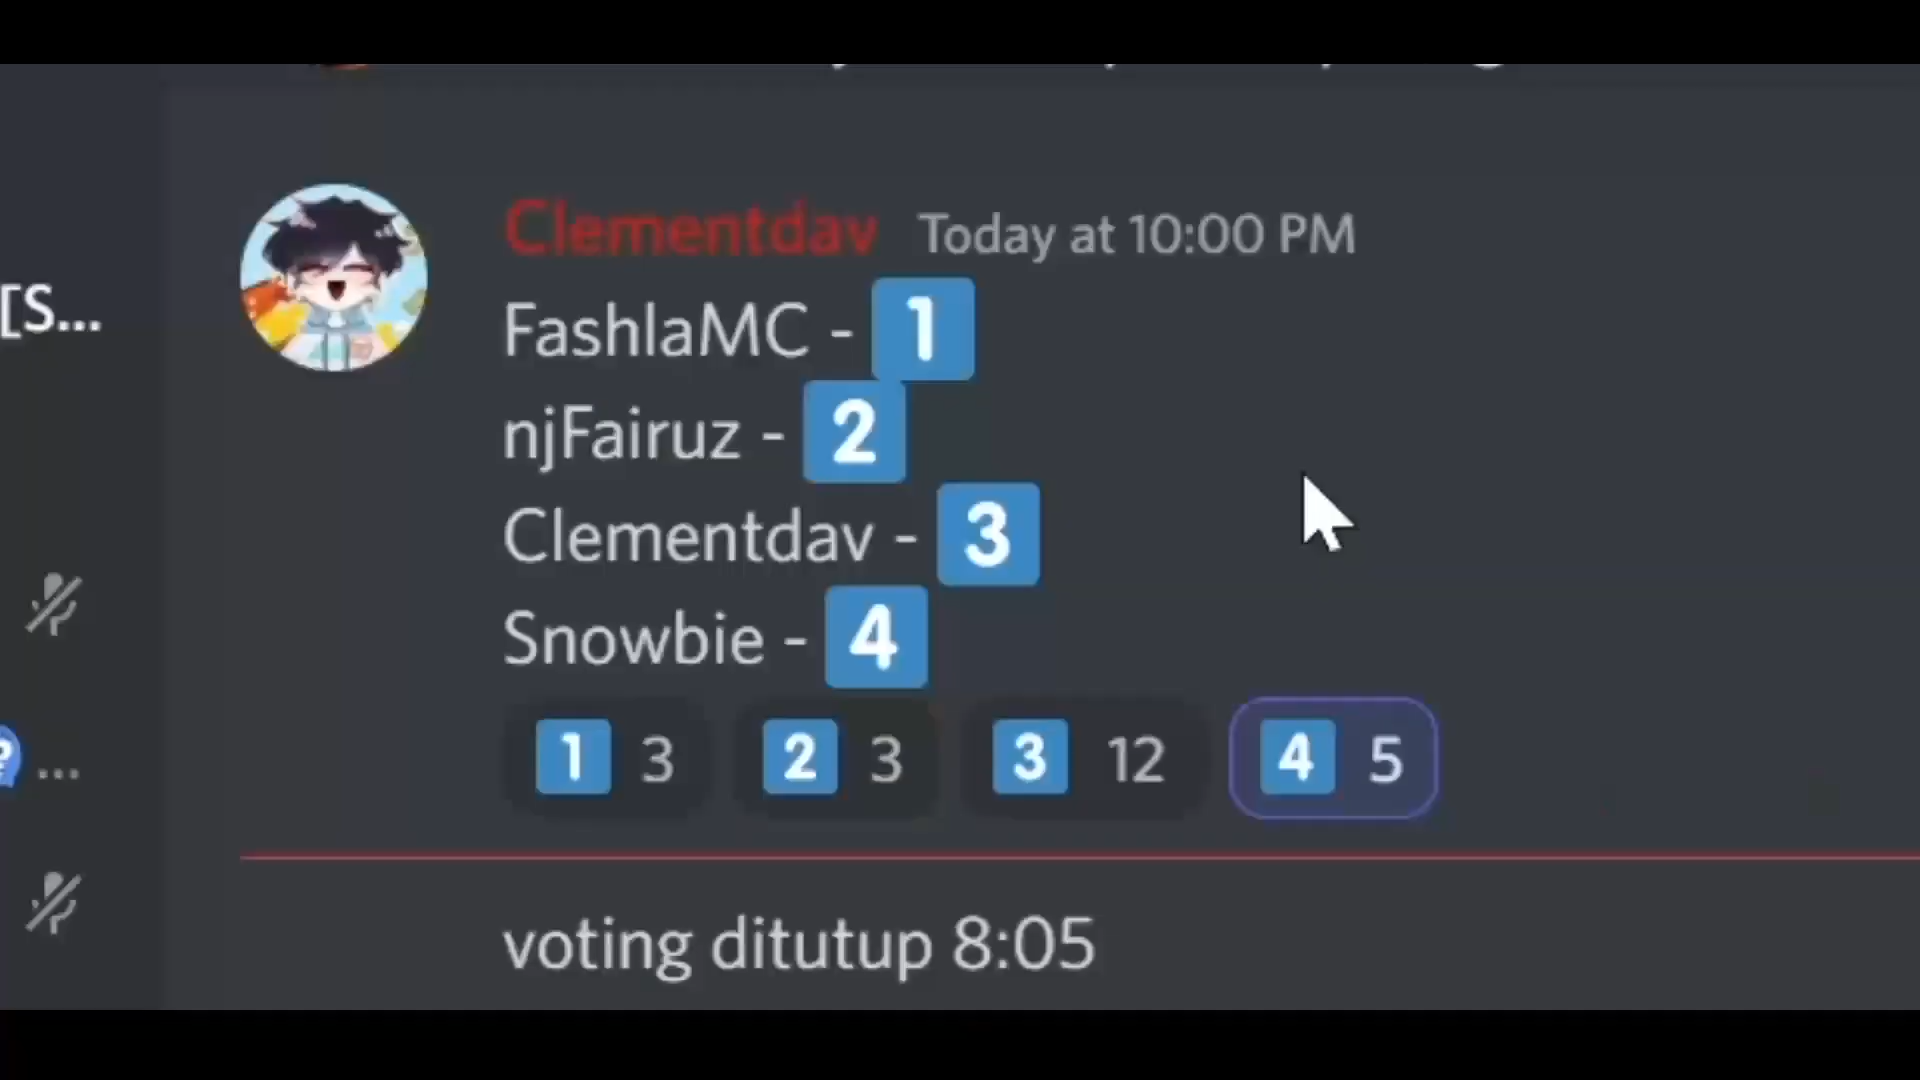 Clementdav Today at 10:00 PM
[S...
FashlaMC - 1
njFairuz - 2
Clementdav - 3
Snowbie - 4
1 3 2 3 3 12 4 5
? ...
voting ditutup 8:05